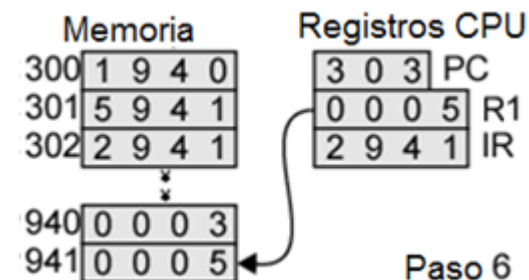 Memoria Registros CPU
300 1 9 4 0 3 0 3 PC
301 5 9 4 1 0 0 0 5 R1
302 2 9 4 1 2 9 4 1 IR
940 0 0 0 3
941 0 0 0 5
Paso 6